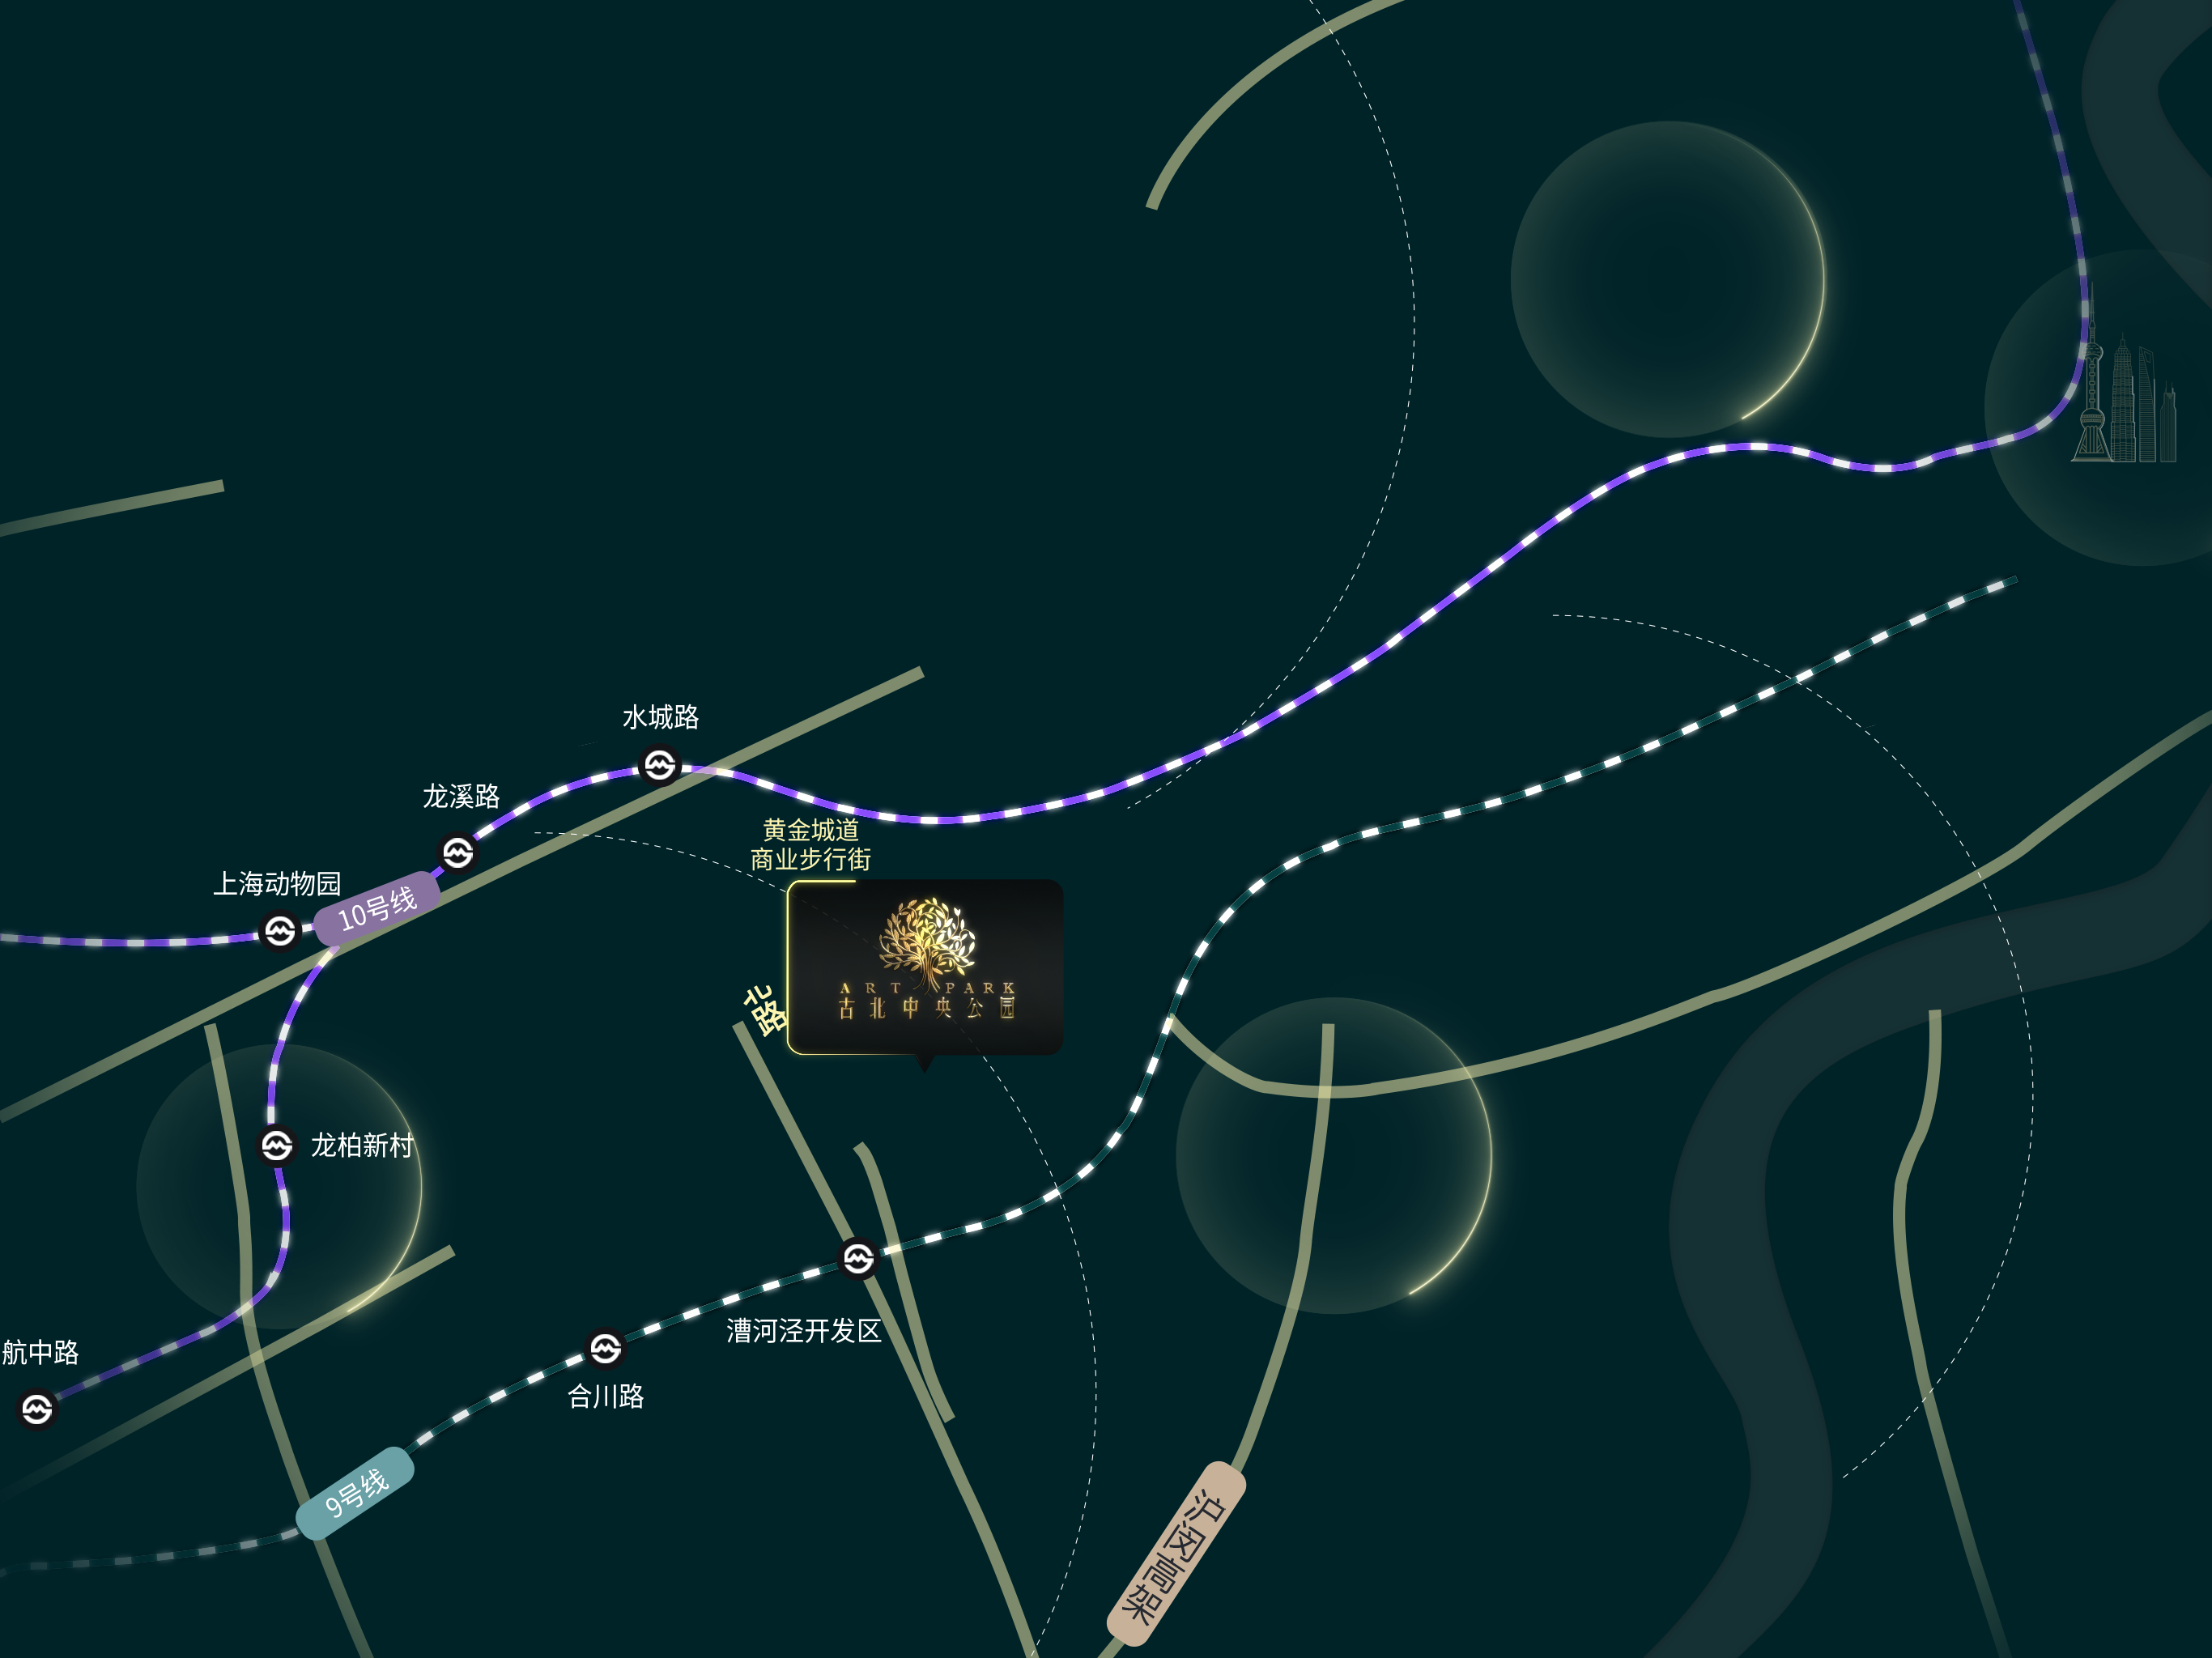 水城路
龙溪路
黄金城道
商业步行街
上海动物园
10号线
ART PARK
古北中央公园
北路
龙柏新村
漕河泾开发区
航中路
合川路
9号线
沪闵高架